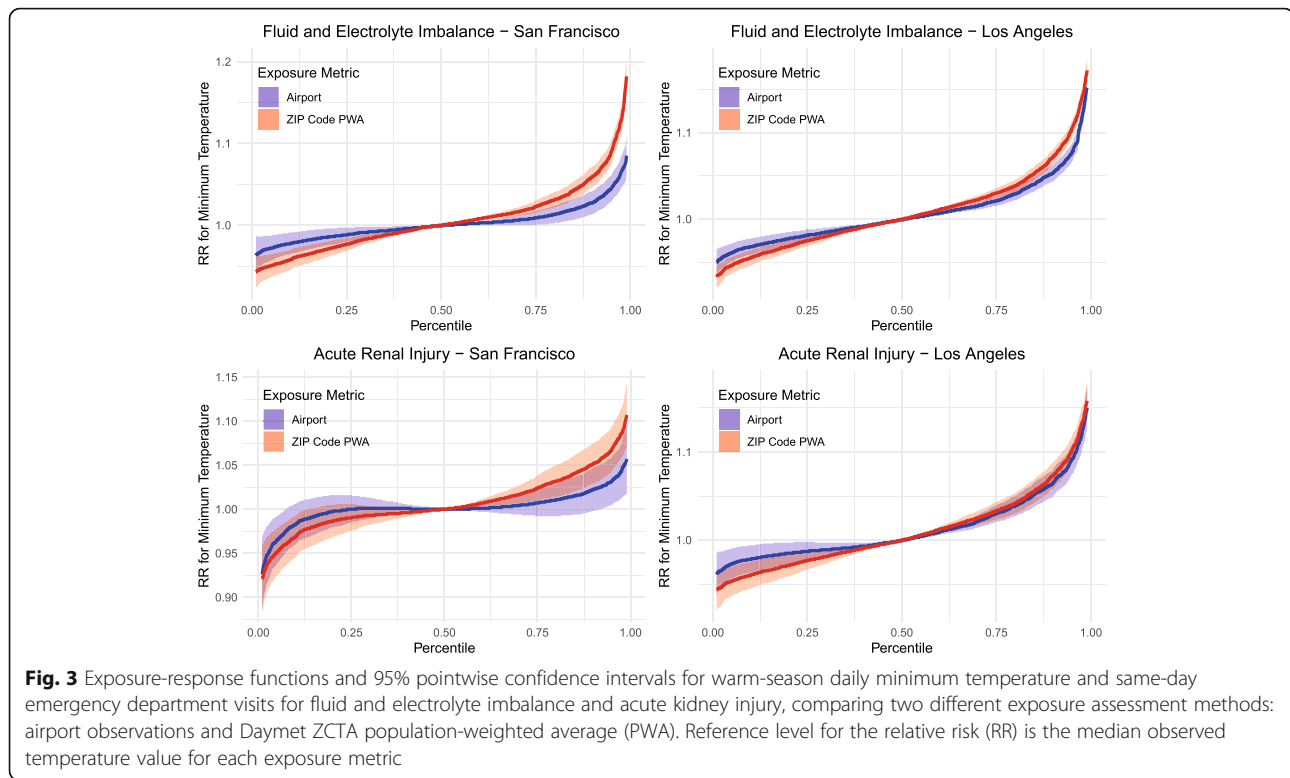 Fluid and Electrolyte Imbalance – San Francisco
RR for Minimum Temperature
1.2
1.1
1.0
Exposure Metric
Airport
ZIP Code PWA
0.00 0.25 0.50 0.75 1.00
Percentile
Fluid and Electrolyte Imbalance – Los Angeles
RR for Minimum Temperature
1.1
1.0
Exposure Metric
Airport
ZIP Code PWA
0.00 0.25 0.50 0.75 1.00
Percentile
Acute Renal Injury – San Francisco
RR for Minimum Temperature
1.15
1.10
1.05
1.00
0.95
0.90
Exposure Metric
Airport
ZIP Code PWA
0.00 0.25 0.50 0.75 1.00
Percentile
Acute Renal Injury – Los Angeles
RR for Minimum Temperature
1.1
1.0
Exposure Metric
Airport
ZIP Code PWA
0.00 0.25 0.50 0.75 1.00
Percentile
Fig. 3 Exposure-response functions and 95% pointwise confidence intervals for warm-season daily minimum temperature and same-day
emergency department visits for fluid and electrolyte imbalance and acute kidney injury, comparing two different exposure assessment methods:
airport observations and Daymet ZCTA population-weighted average (PWA). Reference level for the relative risk (RR) is the median observed
temperature value for each exposure metric